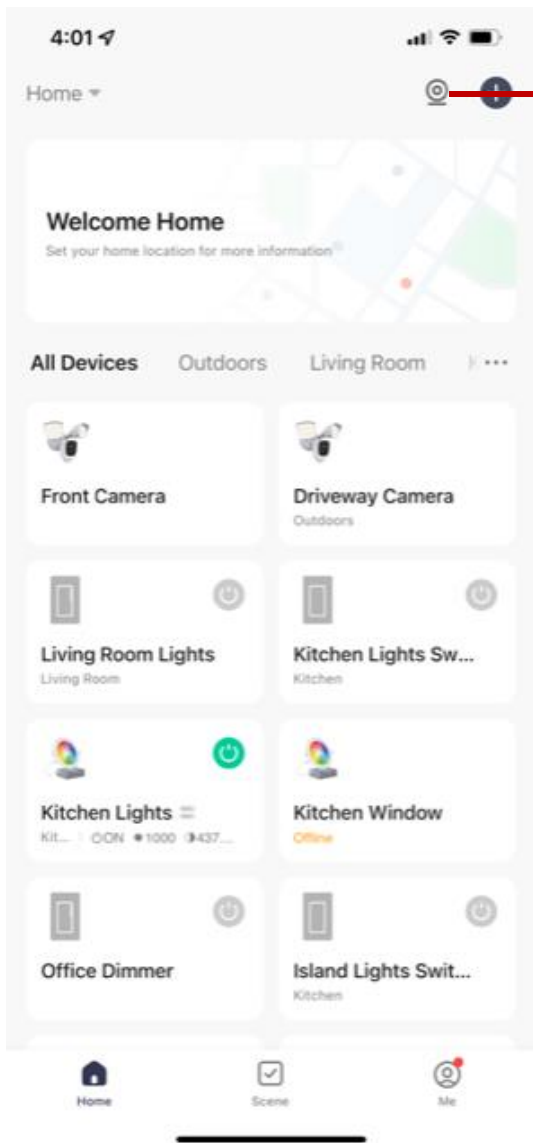 4:01
Home
Welcome Home
Set your home location for more information
All Devices Outdoors Living Room
Front Camera
Driveway Camera
Outdoors
Living Room Lights
Living Room
Kitchen Lights Sw...
Kitchen
Kitchen Lights
Kit... ON 1000 437...
Kitchen Window
Offline
Office Dimmer
Island Lights Swit...
Kitchen
Home Scene Me